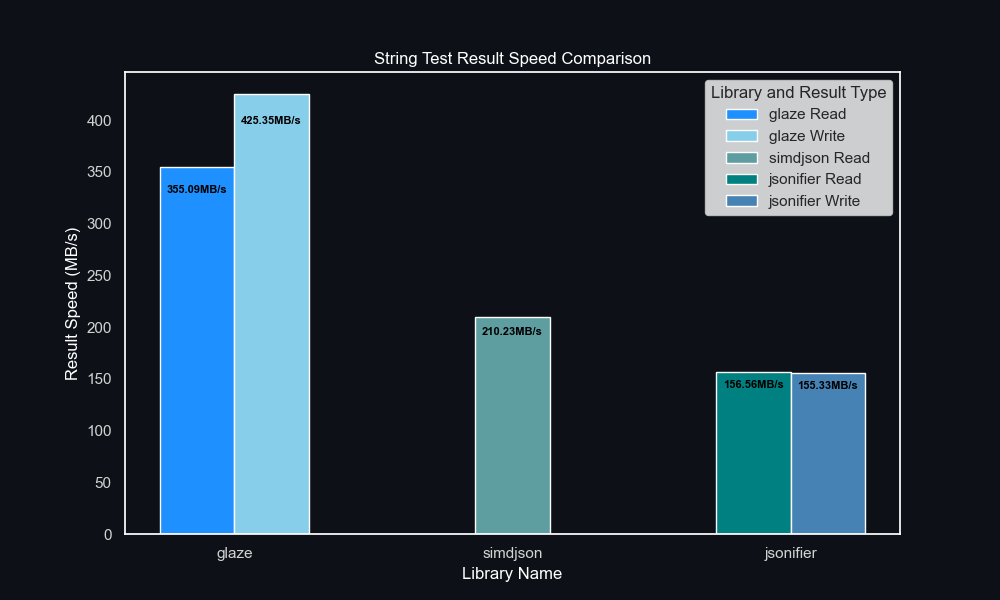 String Test Result Speed Comparison
Library and Result Type
glaze Read
glaze Write
simdjson Read
jsonifier Read
jsonifier Write
Result Speed (MB/s)
400
350
300
250
200
150
100
50
0
425.35MB/s
355.09MB/s
210.23MB/s
156.56MB/s
155.33MB/s
glaze
simdjson
jsonifier
Library Name